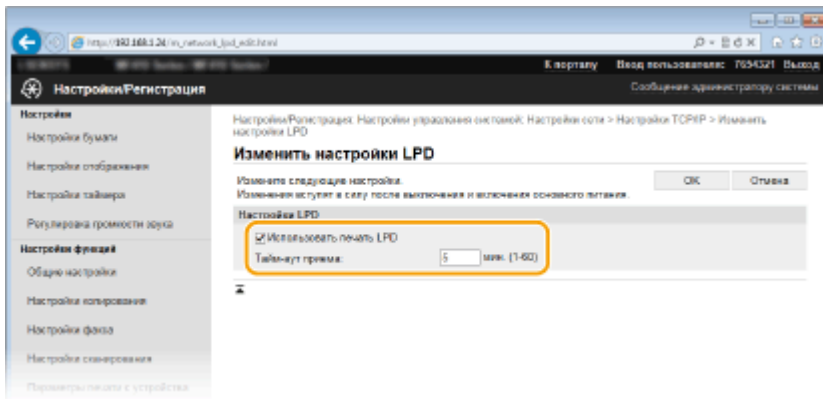 http://192.168.1.24/m_network_lpd_edit.html
К порталу Вход пользователя: 7654321 Выход
Настройки/Регистрация
Сообщение администратору системы
Настройки
Настройки бумаги
Настройки отображения
Настройки таймера
Регулировка громкости звука
Настройки функций
Общие настройки
Настройки копирования
Настройки факса
Настройки сканирования
Параметры печати с устройства
Настройки/Регистрация: Настройки управления системой: Настройки сети > Настройки TCP/IP > Изменить
настройки LPD
Изменить настройки LPD
Измените следующие настройки.
Изменения вступят в силу после выключения и включения основного питания.
OK Отмена
Настройки LPD
Использовать печать LPD
Тайм-аут приема: 5 мин. (1-60)